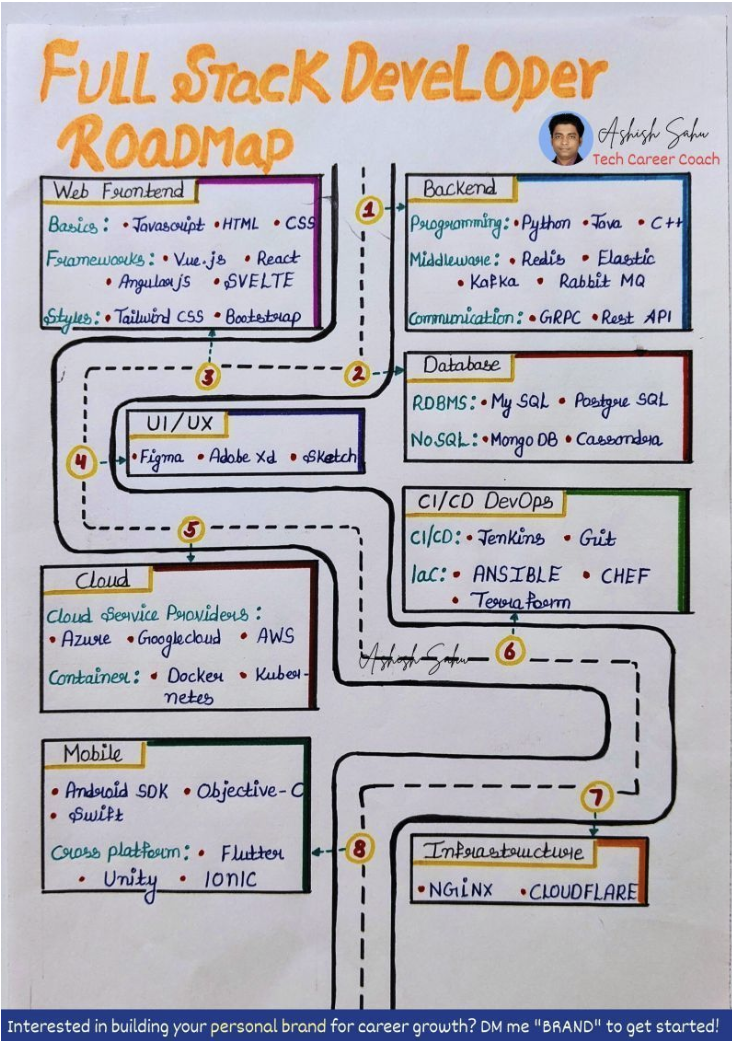 FULL STACK DEVELOPER
ROADMAP
Ashish Sahu
Tech Career Coach
Web Frontend
Basics: • Javascript • HTML • CSS
Frameworks: • Vue.js • React
• Angularjs • SVELTE
Styles: • Tailwind CSS • Bootstrap
1
Backend
Programming: • Python • Java • C++
Middleware: • Redis • Elastic
• Kafka • Rabbit MQ
Communication: • GRPC • Rest API
2
Database
RDBMS: • My SQL • Postgre SQL
NoSQL: • Mongo DB • Cassandra
3
4
UI/UX
• Figma • Adobe Xd • Sketch
5
Cloud
Cloud Service Providers:
• Azure • Googlecloud • AWS
Container: • Docker • Kuber-
netes
CI/CD DevOps
CI/CD: • Jenkins • Git
IaC: • ANSIBLE • CHEF
• Terraform
Ashish Sahu
6
7
Infrastructure
• NGiNX • CLOUDFLARE
8
Mobile
• Android SDK • Objective-C
• Swift
Cross platform: • Flutter
• Unity • IONIC
Interested in building your personal brand for career growth? DM me "BRAND" to get started!